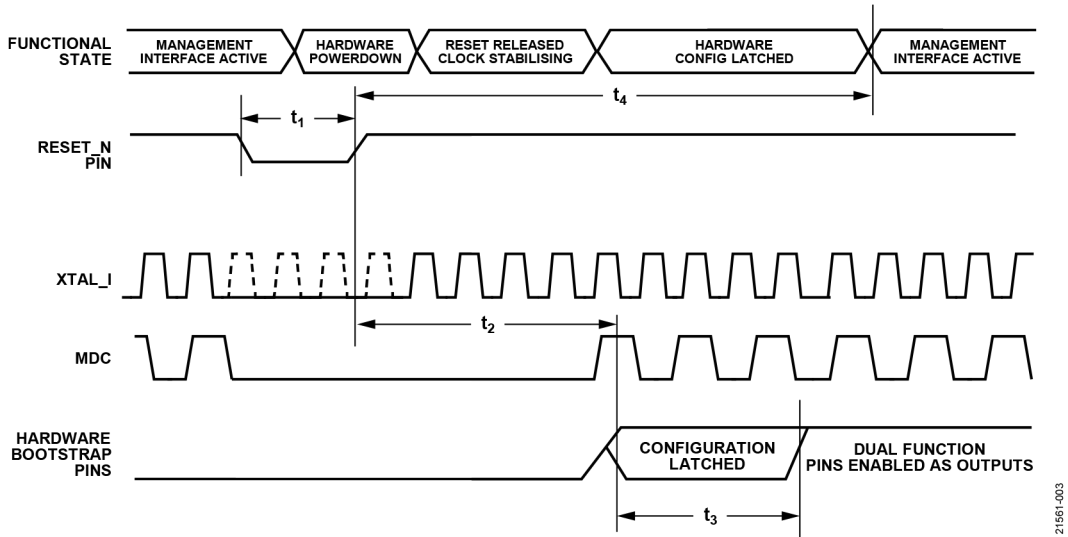 FUNCTIONAL
STATE
MANAGEMENT
INTERFACE ACTIVE
HARDWARE
POWERDOWN
RESET RELEASED
CLOCK STABILISING
HARDWARE
CONFIG LATCHED
MANAGEMENT
INTERFACE ACTIVE
t4
t1
RESET_N
PIN
XTAL_I
t2
MDC
HARDWARE
BOOTSTRAP
PINS
CONFIGURATION
LATCHED
DUAL FUNCTION
PINS ENABLED AS OUTPUTS
t3
21561-003